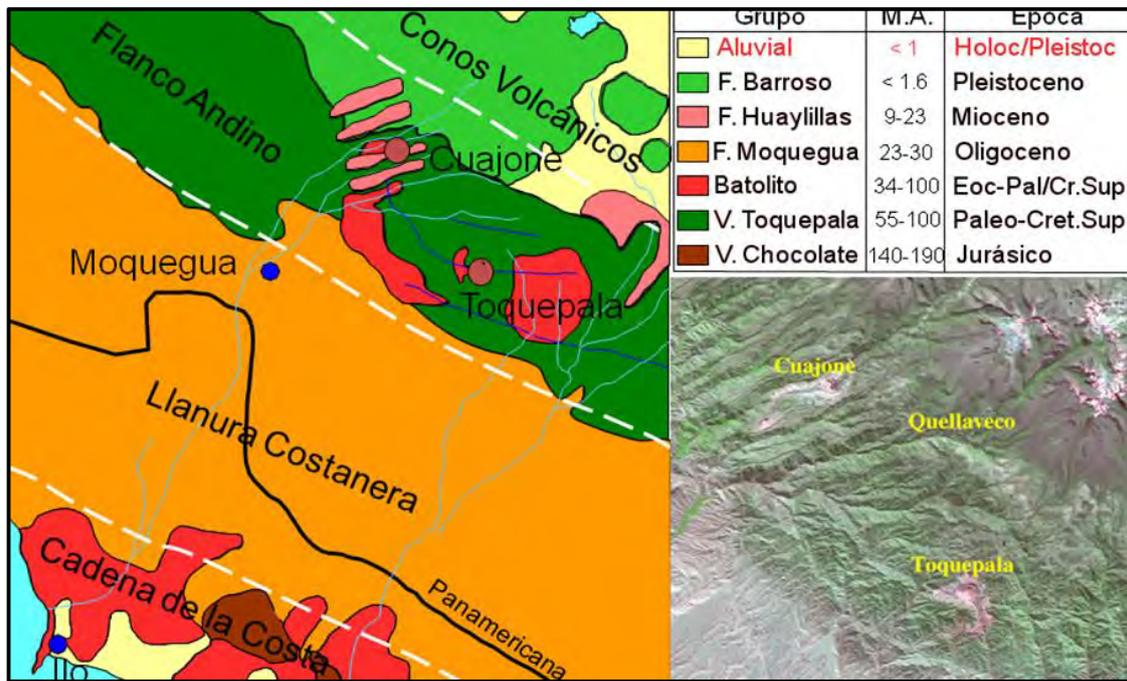 Flanco Andino
Conos Volcánicos
Cuajone
Moquegua
Toquepala
Llanura Costanera
Panamericana
Cadena de la Costa
Ilo
Grupo M.A. Epoca
Aluvial < 1 Holoc/Pleistoc
F. Barroso < 1.6 Pleistoceno
F. Huaylillas 9-23 Mioceno
F. Moquegua 23-30 Oligoceno
Batolito 34-100 Eoc-Pal/Cr.Sup
V. Toquepala 55-100 Paleo-Cret.Sup
V. Chocolate 140-190 Jurásico
Cuajone
Quellaveco
Toquepala